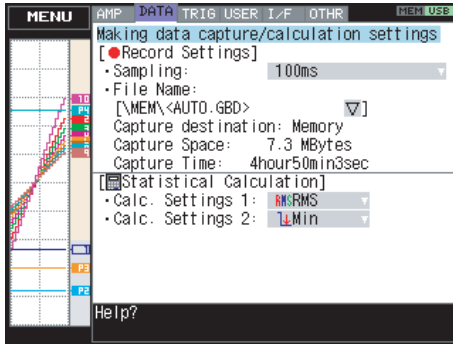 MENU AMP DATA TRIG USER I/F OTHR MEM USB
Making data capture/calculation settings
[●Record Settings]
・Sampling: 100ms
・File Name:
[\MEM\<AUTO.GBD> ▽]
Capture destination: Memory
Capture Space: 7.3 MBytes
Capture Time: 4hour50min3sec
[Statistical Calculation]
・Calc. Settings 1: RMS RMS
・Calc. Settings 2: Min
Help?
10
P4
P3
P2